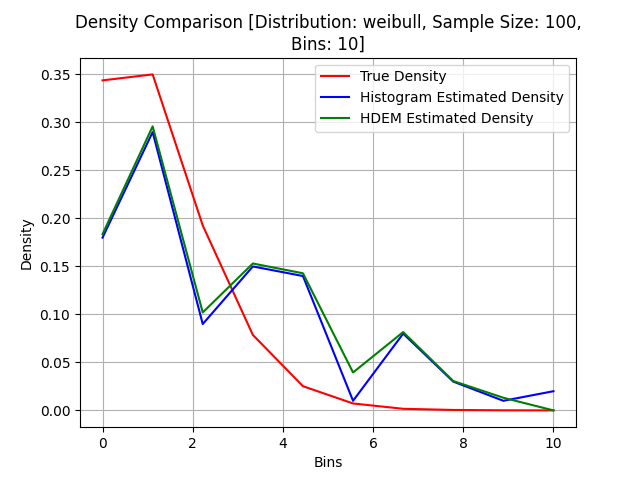 Density Comparison [Distribution: weibull, Sample Size: 100,
Bins: 10]
True Density
Histogram Estimated Density
HDEM Estimated Density
0.35
0.30
0.25
0.20
0.15
0.10
0.05
0.00
Density
0 2 4 6 8 10
Bins